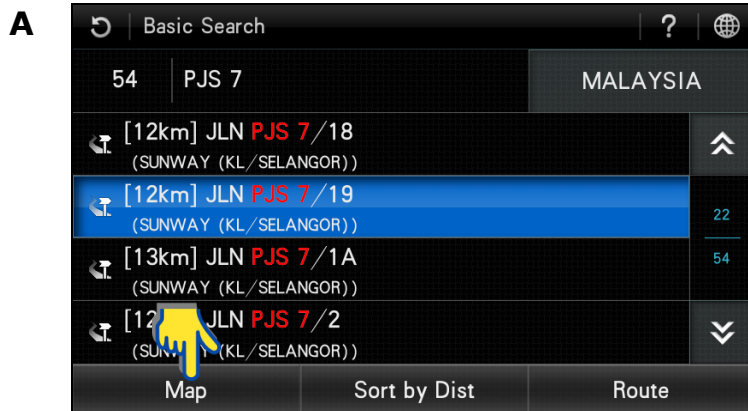 A
Basic Search
?
54 PJS 7 MALAYSIA
[12km] JLN PJS 7/18
(SUNWAY (KL/SELANGOR))
[12km] JLN PJS 7/19
(SUNWAY (KL/SELANGOR))
22
54
[13km] JLN PJS 7/1A
(SUNWAY (KL/SELANGOR))
[12 JLN PJS 7/2
(SUNWAY (KL/SELANGOR))
Map Sort by Dist Route